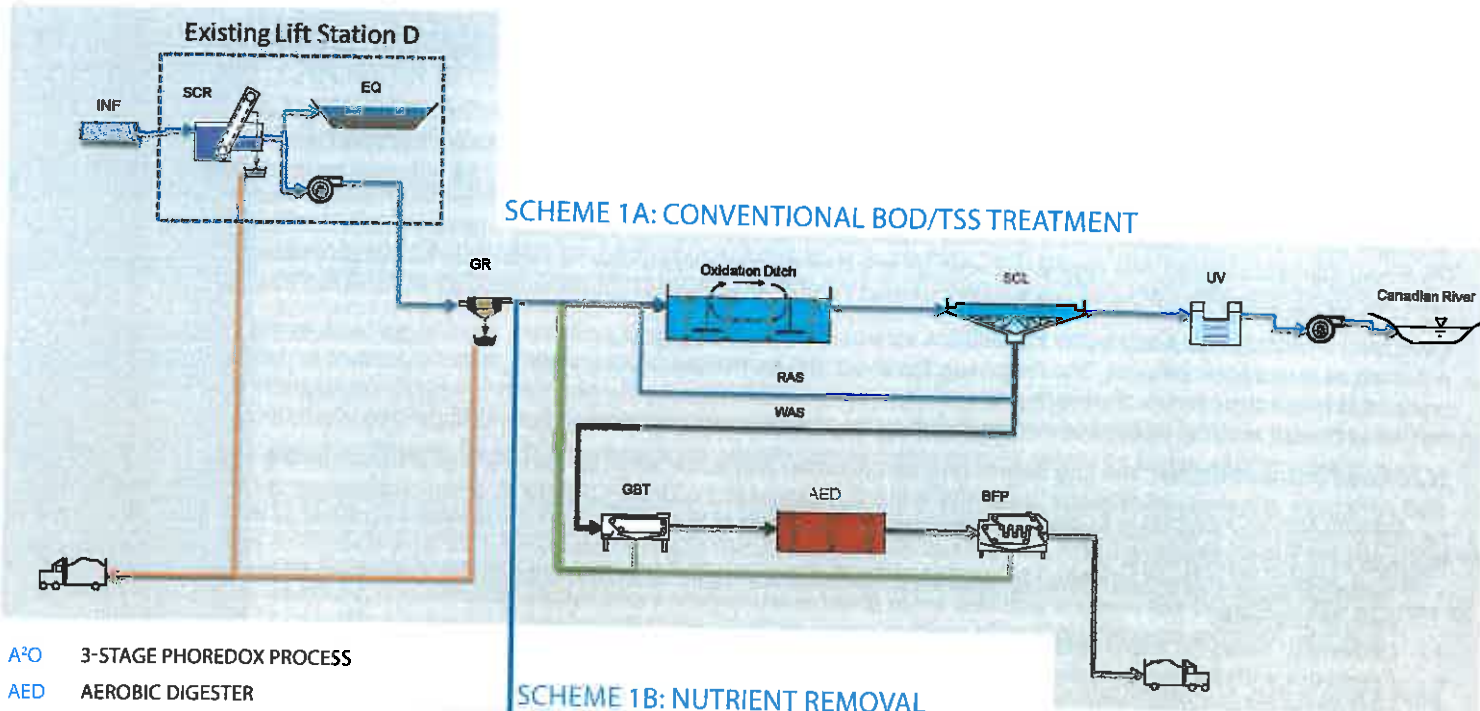 Existing Lift Station D
INF
SCR
EQ
SCHEME 1A: CONVENTIONAL BOD/TSS TREATMENT
GR
Oxidation Ditch
SCL
UV
Canadian River
RAS
WAS
GBT
AED
BFP
A²O 3-STAGE PHOREDOX PROCESS
AED AEROBIC DIGESTER
SCHEME 1B: NUTRIENT REMOVAL